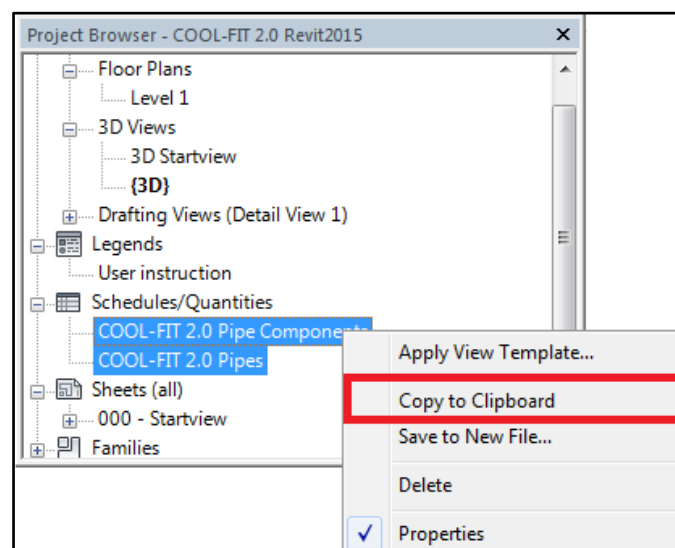 Project Browser - COOL-FIT 2.0 Revit2015
Floor Plans
Level 1
3D Views
3D Startview
{3D}
Drafting Views (Detail View 1)
Legends
User instruction
Schedules/Quantities
COOL-FIT 2.0 Pipe Components
COOL-FIT 2.0 Pipes
Sheets (all)
000 - Startview
Families
Apply View Template...
Copy to Clipboard
Save to New File...
Delete
Properties